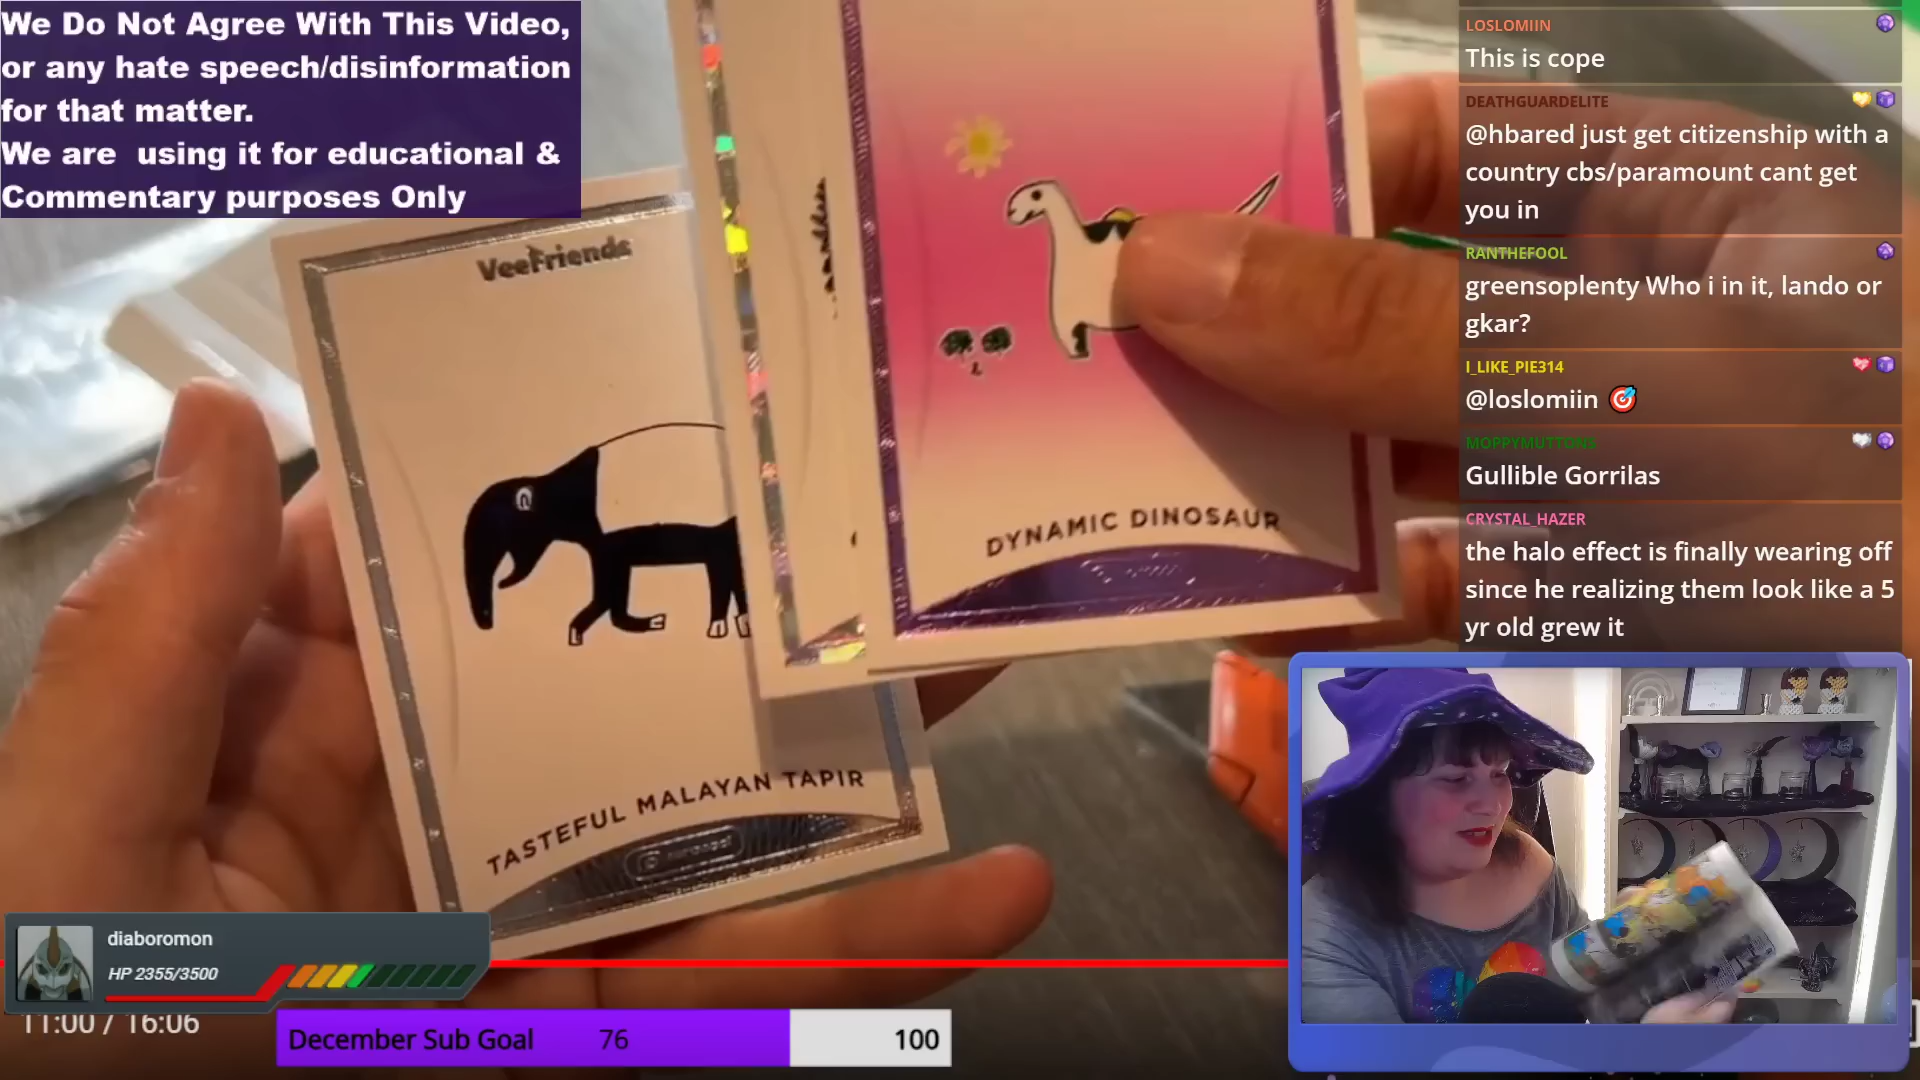 We Do Not Agree With This Video,
or any hate speech/disinformation
for that matter.
We are  using it for educational &
Commentary purposes Only
VeeFriends
TASTEFUL MALAYAN TAPIR
DYNAMIC DINOSAUR
LOSLOMIIN
This is cope
DEATHGUARDELITE
@hbared just get citizenship with a
country cbs/paramount cant get
you in
RANTHEFOOL
greensoplenty Who i in it, lando or
gkar?
I_LIKE_PIE314
@loslomiin
MOPPYMUTTON3
Gullible Gorrilas
CRYSTAL_HAZER
the halo effect is finally wearing off
since he realizing them look like a 5
yr old grew it
diaboromon
HP 2355/3500
11:00 / 16:06
December Sub Goal 76 100